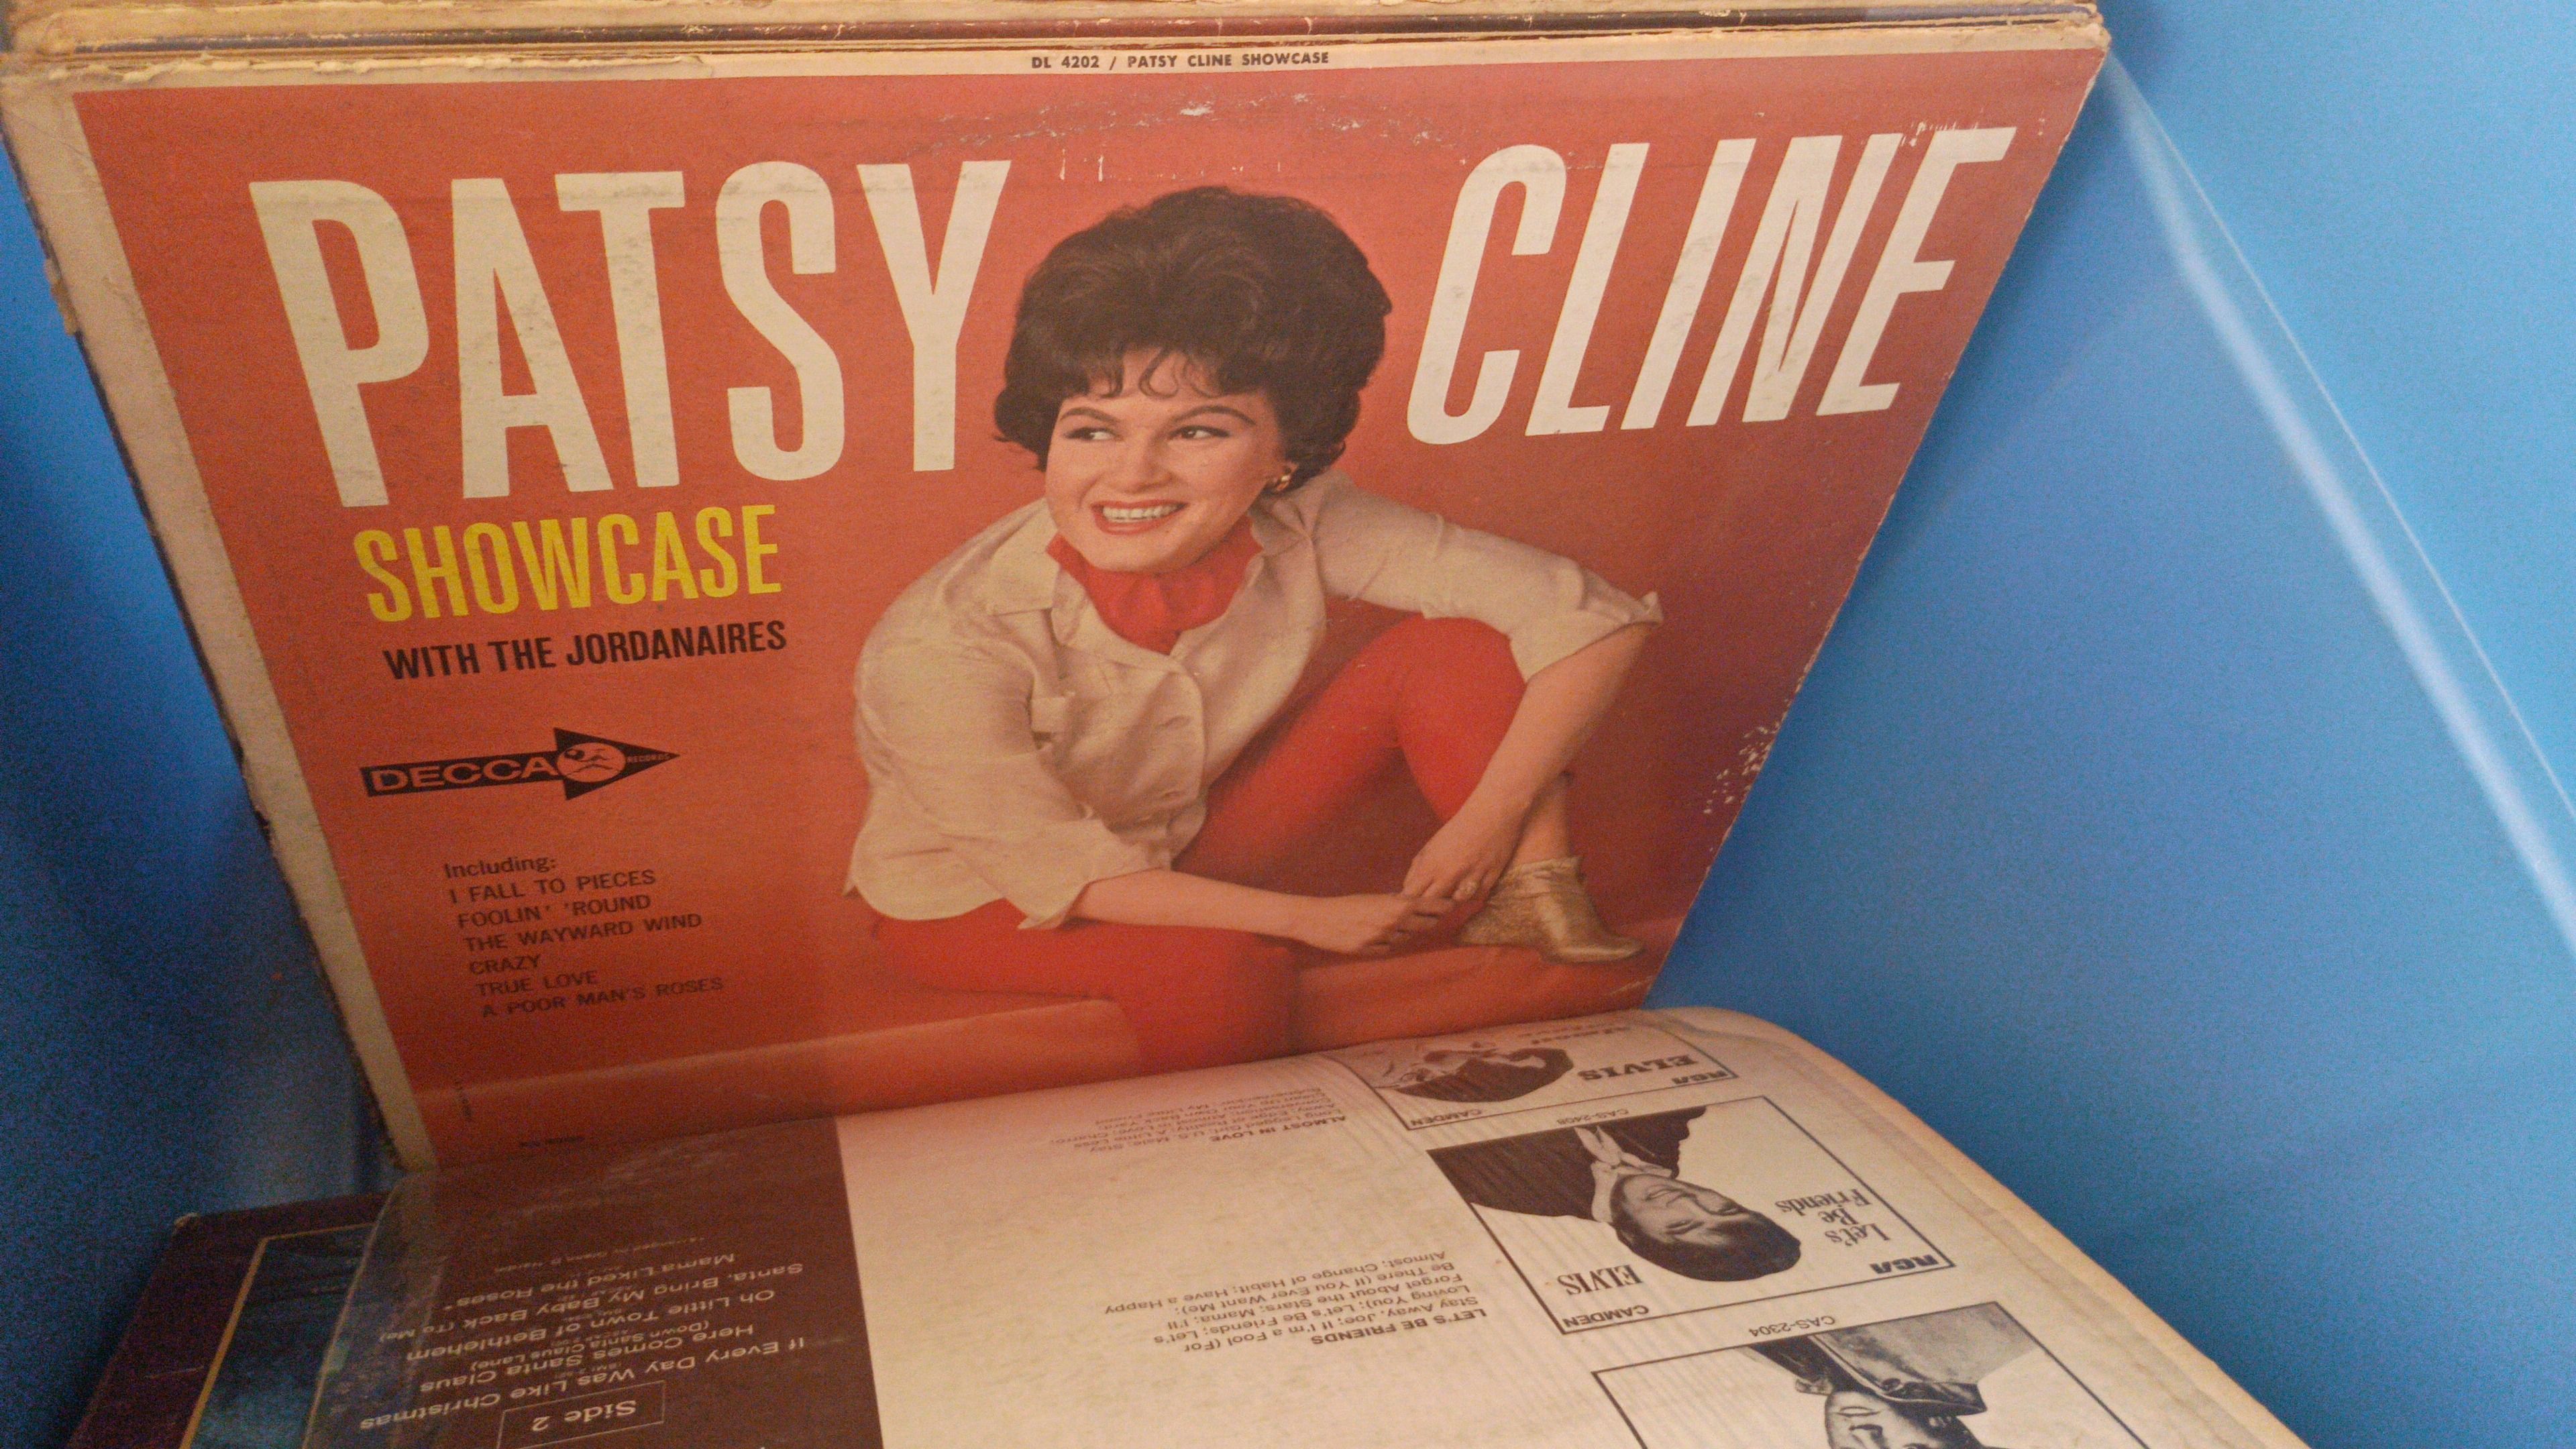 DL 4202 / PATSY CLINE SHOWCASE
PATSY CLINE
SHOWCASE
WITH THE JORDANAIRES
DECCA RECORDS
Including:
I FALL TO PIECES
FOOLIN' 'ROUND
THE WAYWARD WIND
CRAZY
TRUE LOVE
A POOR MAN'S ROSES
Side 2
If Every Day Was Like Christmas
Here Comes Santa Claus
(Down Santa Claus Lane)
Oh Little Town of Bethlehem
Santa, Bring My Baby Back (To Me)
Mama Liked the Roses*
CAS-2304
CAMDEN
RCA
ELVIS
Let's
Be
Friends
LET'S BE FRIENDS
Stay Away, Joe; If I'm a Fool (For
Loving You); Let's Be Friends; Let's
Forget About the Stars; Mama; I'll
Be There (If You Ever Want Me);
Almost; Change of Habit; Have a Happy
CAS-2408
CAMDEN
RCA
ELVIS
ALMOST IN LOVE